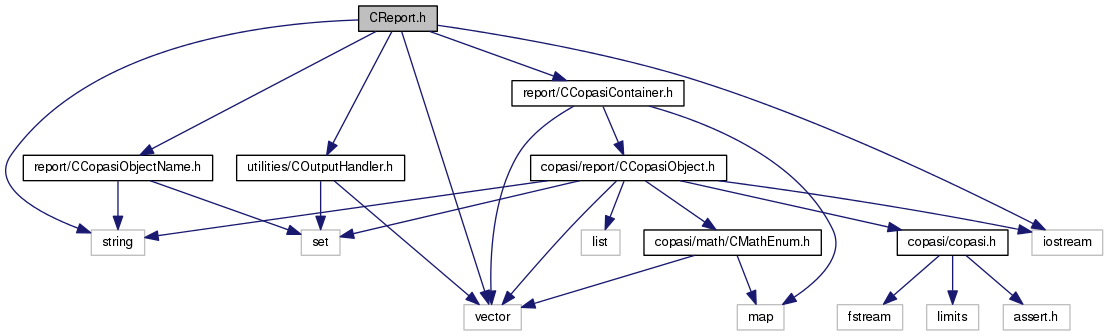 CReport.h
report/CCopasiContainer.h
report/CCopasiObjectName.h
utilities/COutputHandler.h
copasi/report/CCopasiObject.h
string
set
list
copasi/math/CMathEnum.h
copasi/copasi.h
iostream
vector
map
fstream
limits
assert.h